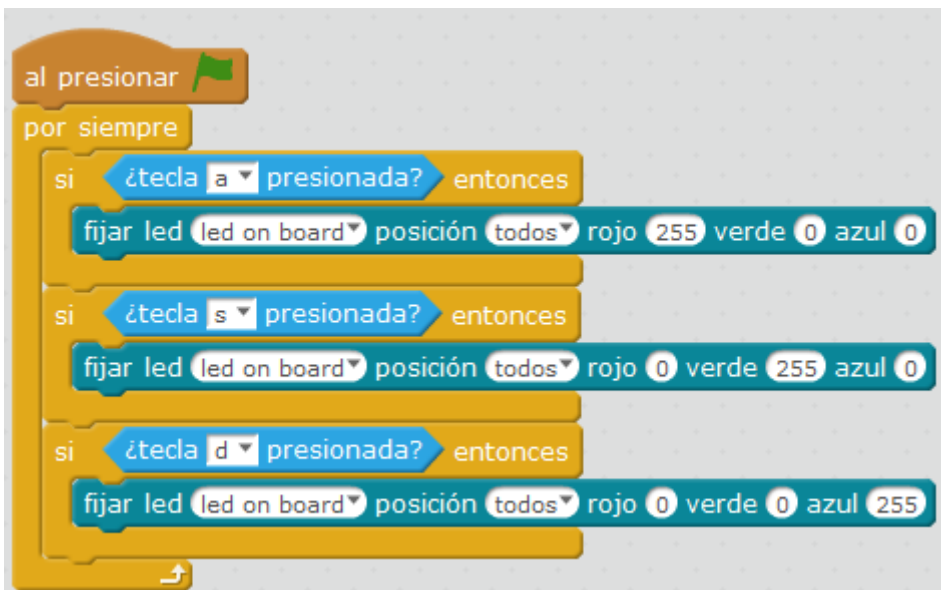 al presionar
por siempre
si ¿tecla a presionada? entonces
fijar led led on board posición todos rojo 255 verde 0 azul 0
si ¿tecla s presionada? entonces
fijar led led on board posición todos rojo 0 verde 255 azul 0
si ¿tecla d presionada? entonces
fijar led led on board posición todos rojo 0 verde 0 azul 255